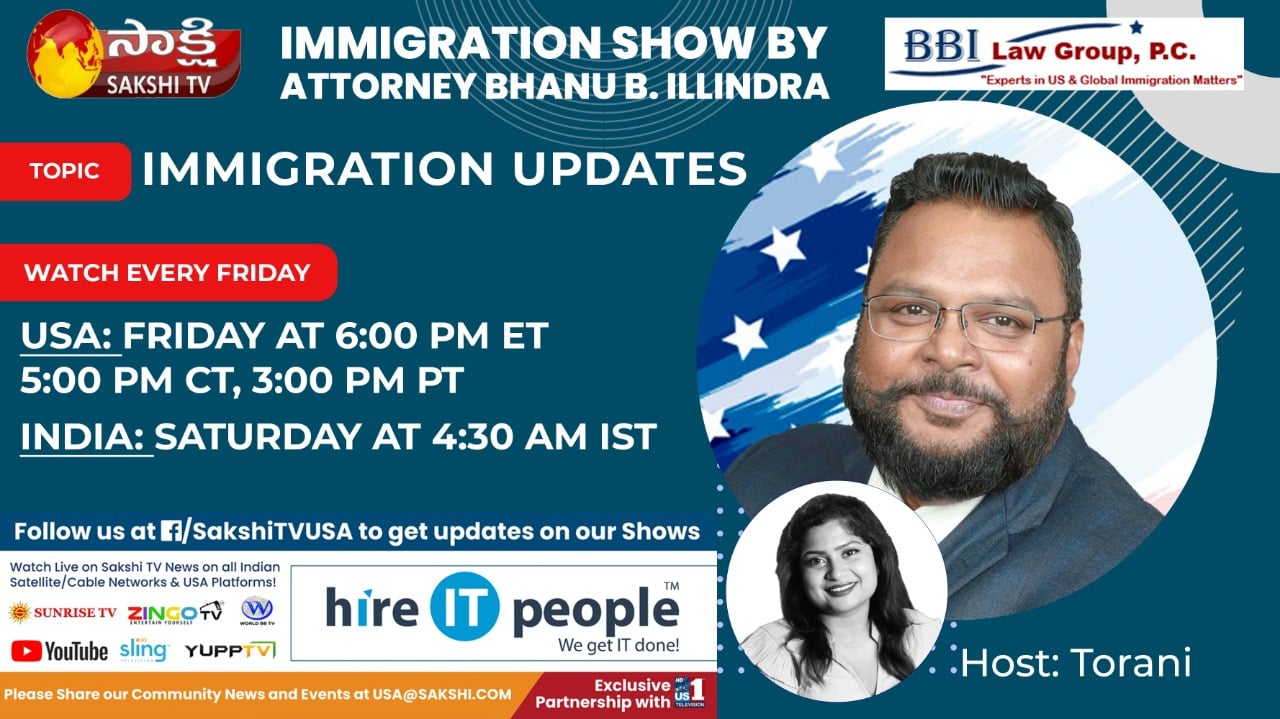 సాక్షి
SAKSHI TV
IMMIGRATION SHOW BY
ATTORNEY BHANU B. ILLINDRA
BBI Law Group, P.C.
"Experts in US & Global Immigration Matters"
TOPIC
IMMIGRATION UPDATES
WATCH EVERY FRIDAY
USA: FRIDAY AT 6:00 PM ET
5:00 PM CT, 3:00 PM PT
INDIA: SATURDAY AT 4:30 AM IST
Follow us at f/SakshiTVUSA to get updates on our Shows
Watch Live on Sakshi TV News on all Indian
Satellite/Cable Networks & USA Platforms!
SUNRISE TV
ZINGO TV
ENTERTAIN YOURSELF
W
WORLD BE TV
YouTube
sling
TELEVISION
YUPPTV
hire IT people™
We get IT done!
Please Share our Community News and Events at USA@SAKSHI.COM
Exclusive
Partnership with
HD
US 1
TELEVISION
Host: Torani